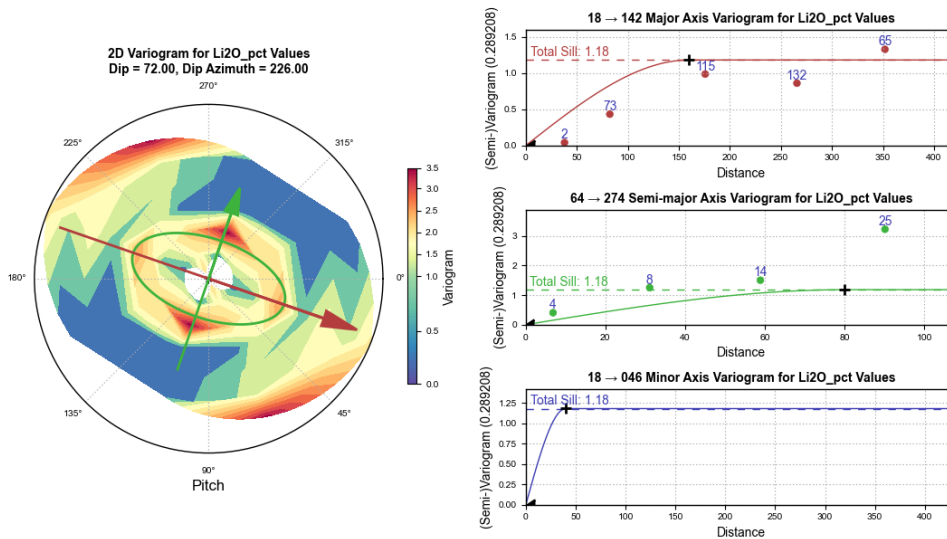 2D Variogram for Li2O_pct Values
Dip = 72.00, Dip Azimuth = 226.00
270°
225°
315°
180°
0°
135°
45°
90°
Pitch
3.5
3.0
2.5
2.0
1.5
1.0
0.5
0.0
Variogram
18 → 142 Major Axis Variogram for Li2O_pct Values
(Semi-)Variogram (0.289208)
1.5
1.0
0.5
0.0
Total Sill: 1.18
2
73
115
132
65
0 50 100 150 200 250 300 350 400
Distance
64 → 274 Semi-major Axis Variogram for Li2O_pct Values
(Semi-)Variogram (0.289208)
3
2
1
0
Total Sill: 1.18
4
8
14
25
0 20 40 60 80 100
Distance
18 → 046 Minor Axis Variogram for Li2O_pct Values
(Semi-)Variogram (0.289208)
1.25
1.00
0.75
0.50
0.25
0.00
Total Sill: 1.18
0 50 100 150 200 250 300 350 400
Distance